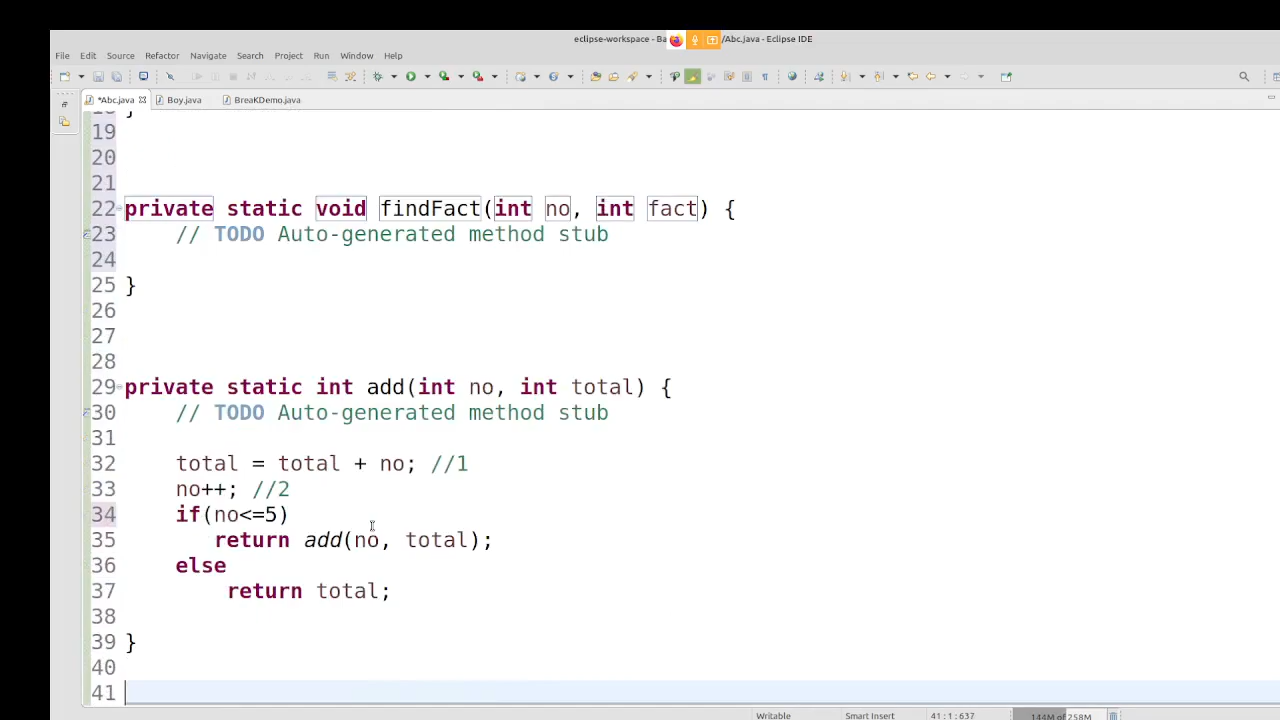 eclipse-workspace - Ba /Abc.java - Eclipse IDE
File Edit Source Refactor Navigate Search Project Run Window Help
*Abc.java Boy.java BreaKDemo.java
18 }
19
20
21
22 private static void findFact(int no, int fact) {
23 // TODO Auto-generated method stub
24
25 }
26
27
28
29 private static int add(int no, int total) {
30 // TODO Auto-generated method stub
31
32 total = total + no; //1
33 no++; //2
34 if(no<=5)
35 return add(no, total);
36 else
37 return total;
38
39 }
40
41
Writable Smart Insert 41 : 1 : 637 144M of 258M